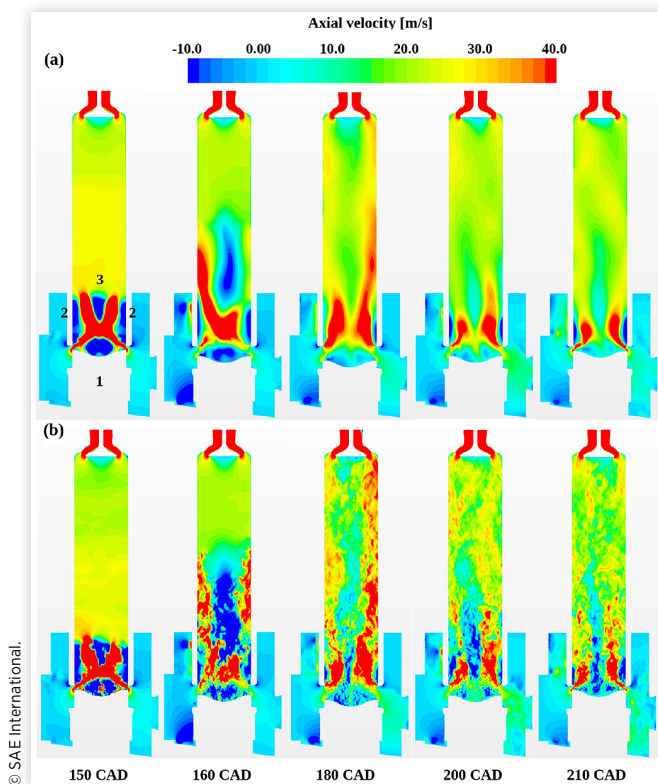 Axial velocity [m/s]
(a)
-10.0 0.00 10.0 20.0 30.0 40.0
3
2 2
1
(b)
150 CAD 160 CAD 180 CAD 200 CAD 210 CAD
© SAE International.